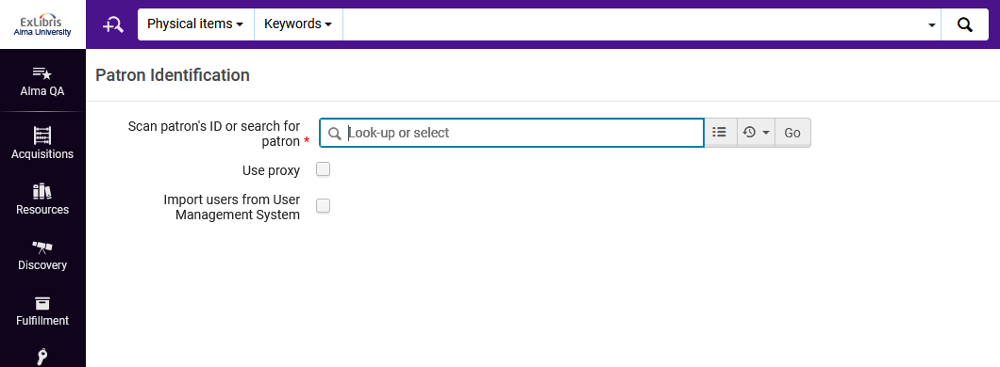 ExLibris
Alma University
Physical items
Keywords
Alma QA
Acquisitions
Resources
Discovery
Fulfillment
Patron Identification
Scan patron's ID or search for
patron *
Look-up or select
Go
Use proxy
Import users from User
Management System